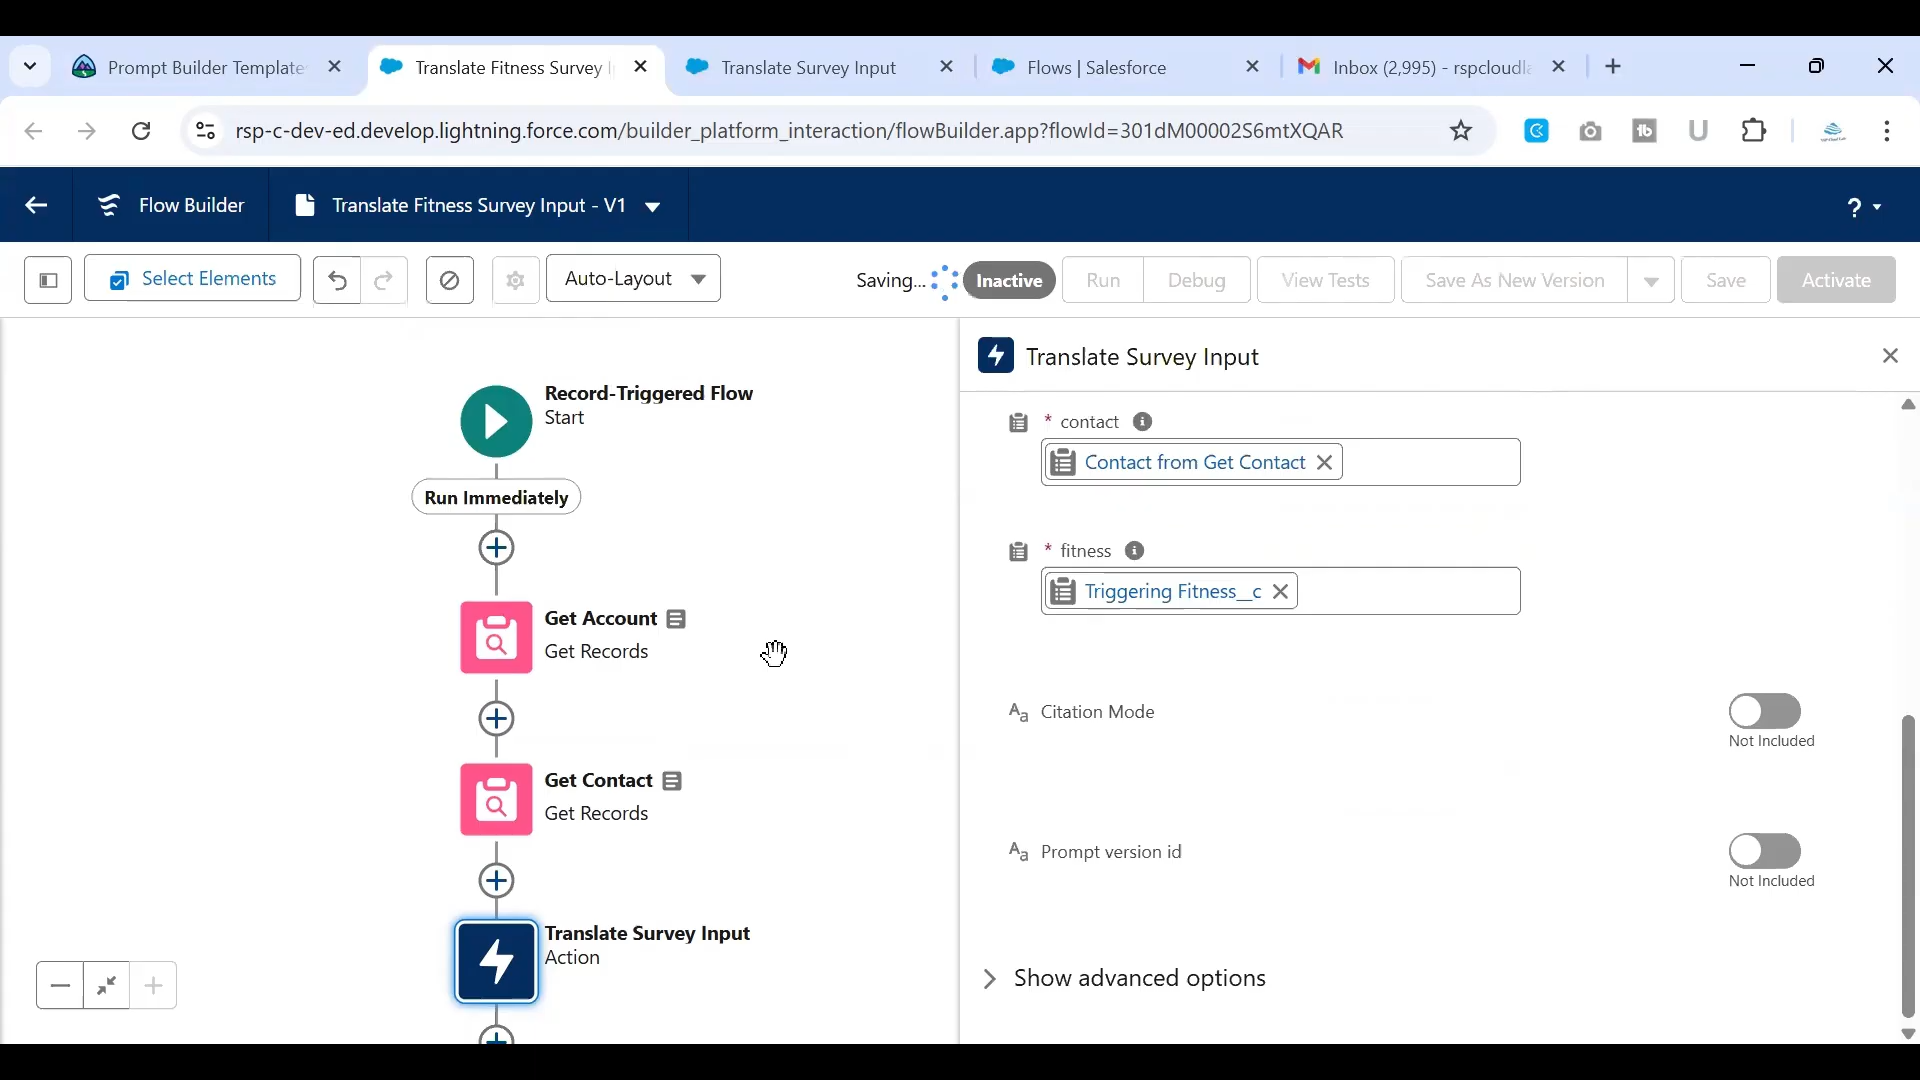 Prompt Builder Template
Translate Fitness Survey I
Translate Survey Input
Flows | Salesforce
Inbox (2,995) - rspcloudla
rsp-c-dev-ed.develop.lightning.force.com/builder_platform_interaction/flowBuilder.app?flowId=301dM00002S6mtXQAR
Flow Builder
Translate Fitness Survey Input - V1
?
Select Elements
Auto-Layout
Saving...
Inactive
Run
Debug
View Tests
Save As New Version
Save
Activate
Record-Triggered Flow
Start
Run Immediately
Get Account
Get Records
Get Contact
Get Records
Translate Survey Input
Action
Translate Survey Input
* contact
Contact from Get Contact
* fitness
Triggering Fitness__c
Aa Citation Mode
Not Included
Aa Prompt version id
Not Included
Show advanced options